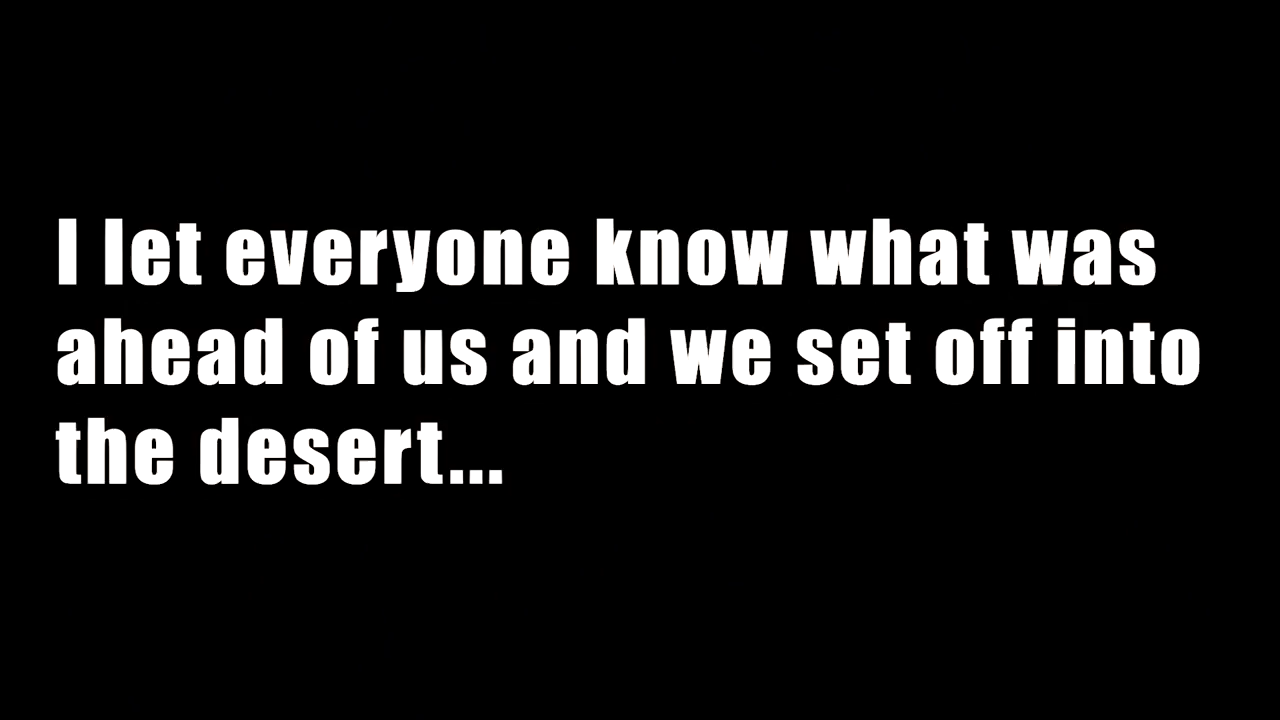 I let everyone know what was
ahead of us and we set off into
the desert...